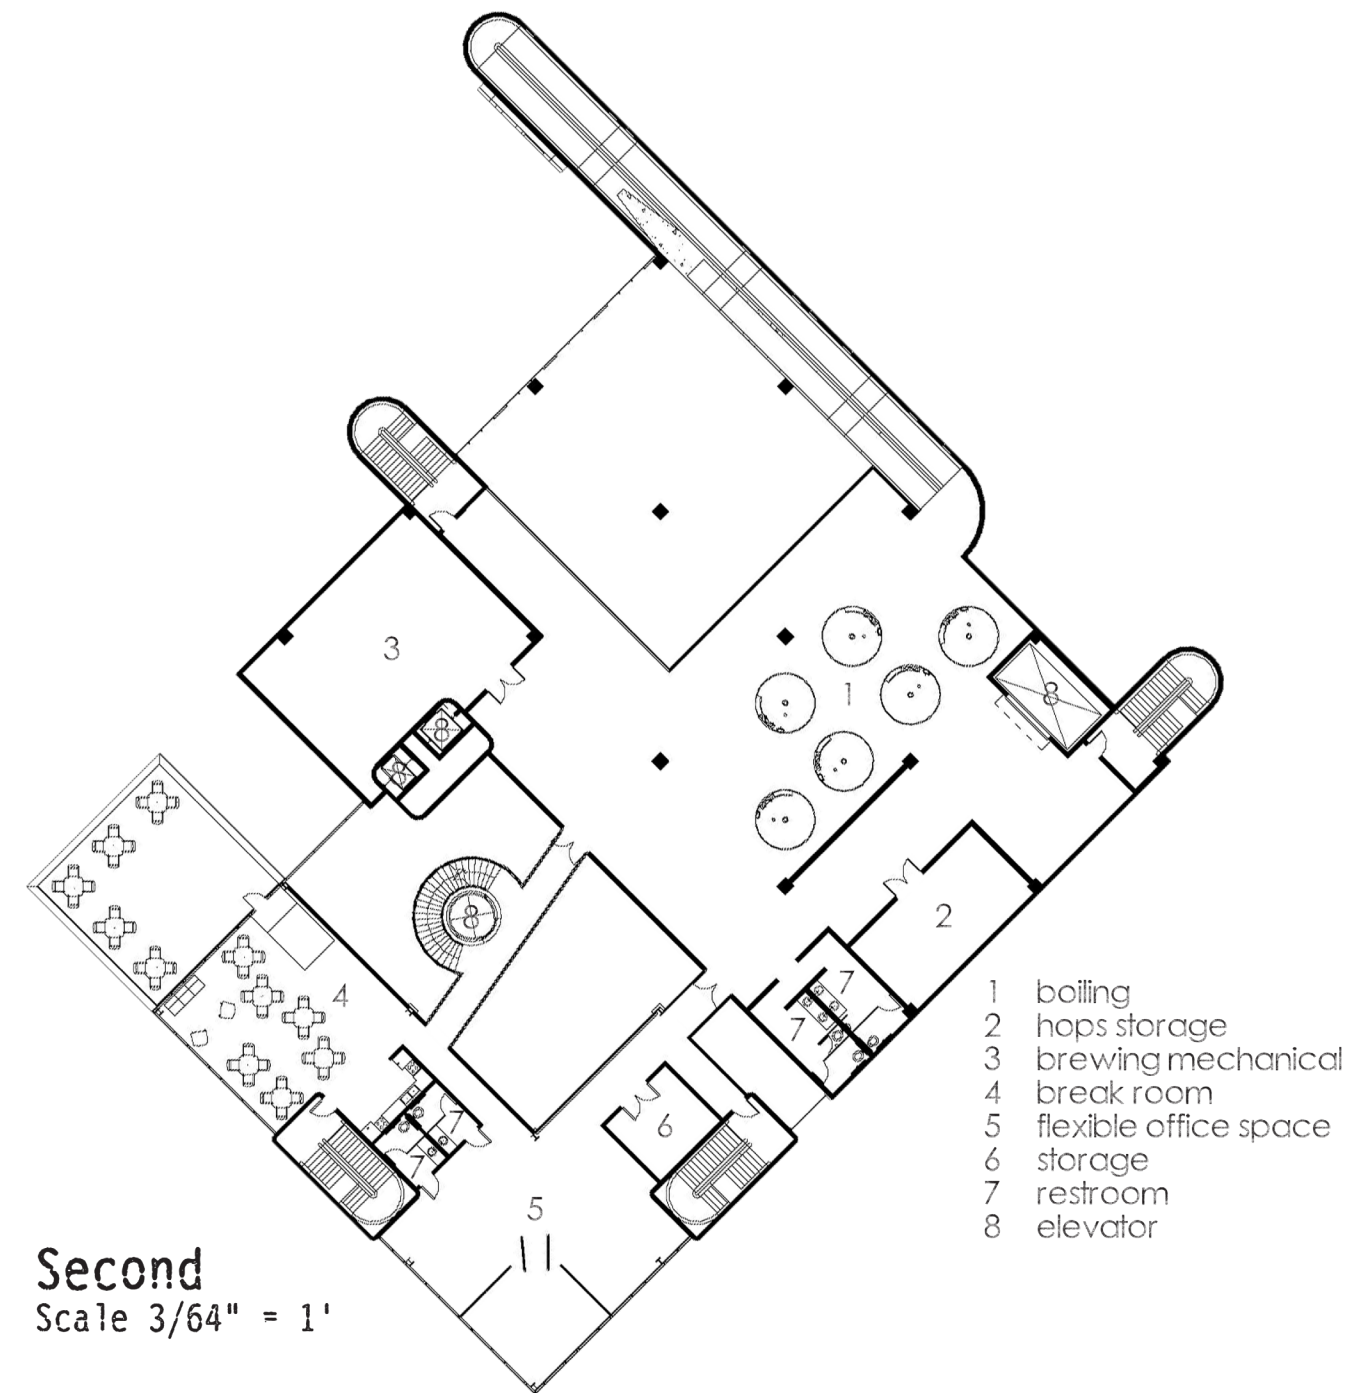 3
8
1
8
8
8
2
4
8
7
7
6
7
7
5
1 boiling
2 hops storage
3 brewing mechanical
4 break room
5 flexible office space
6 storage
7 restroom
8 elevator
Second
Scale 3/64" = 1'